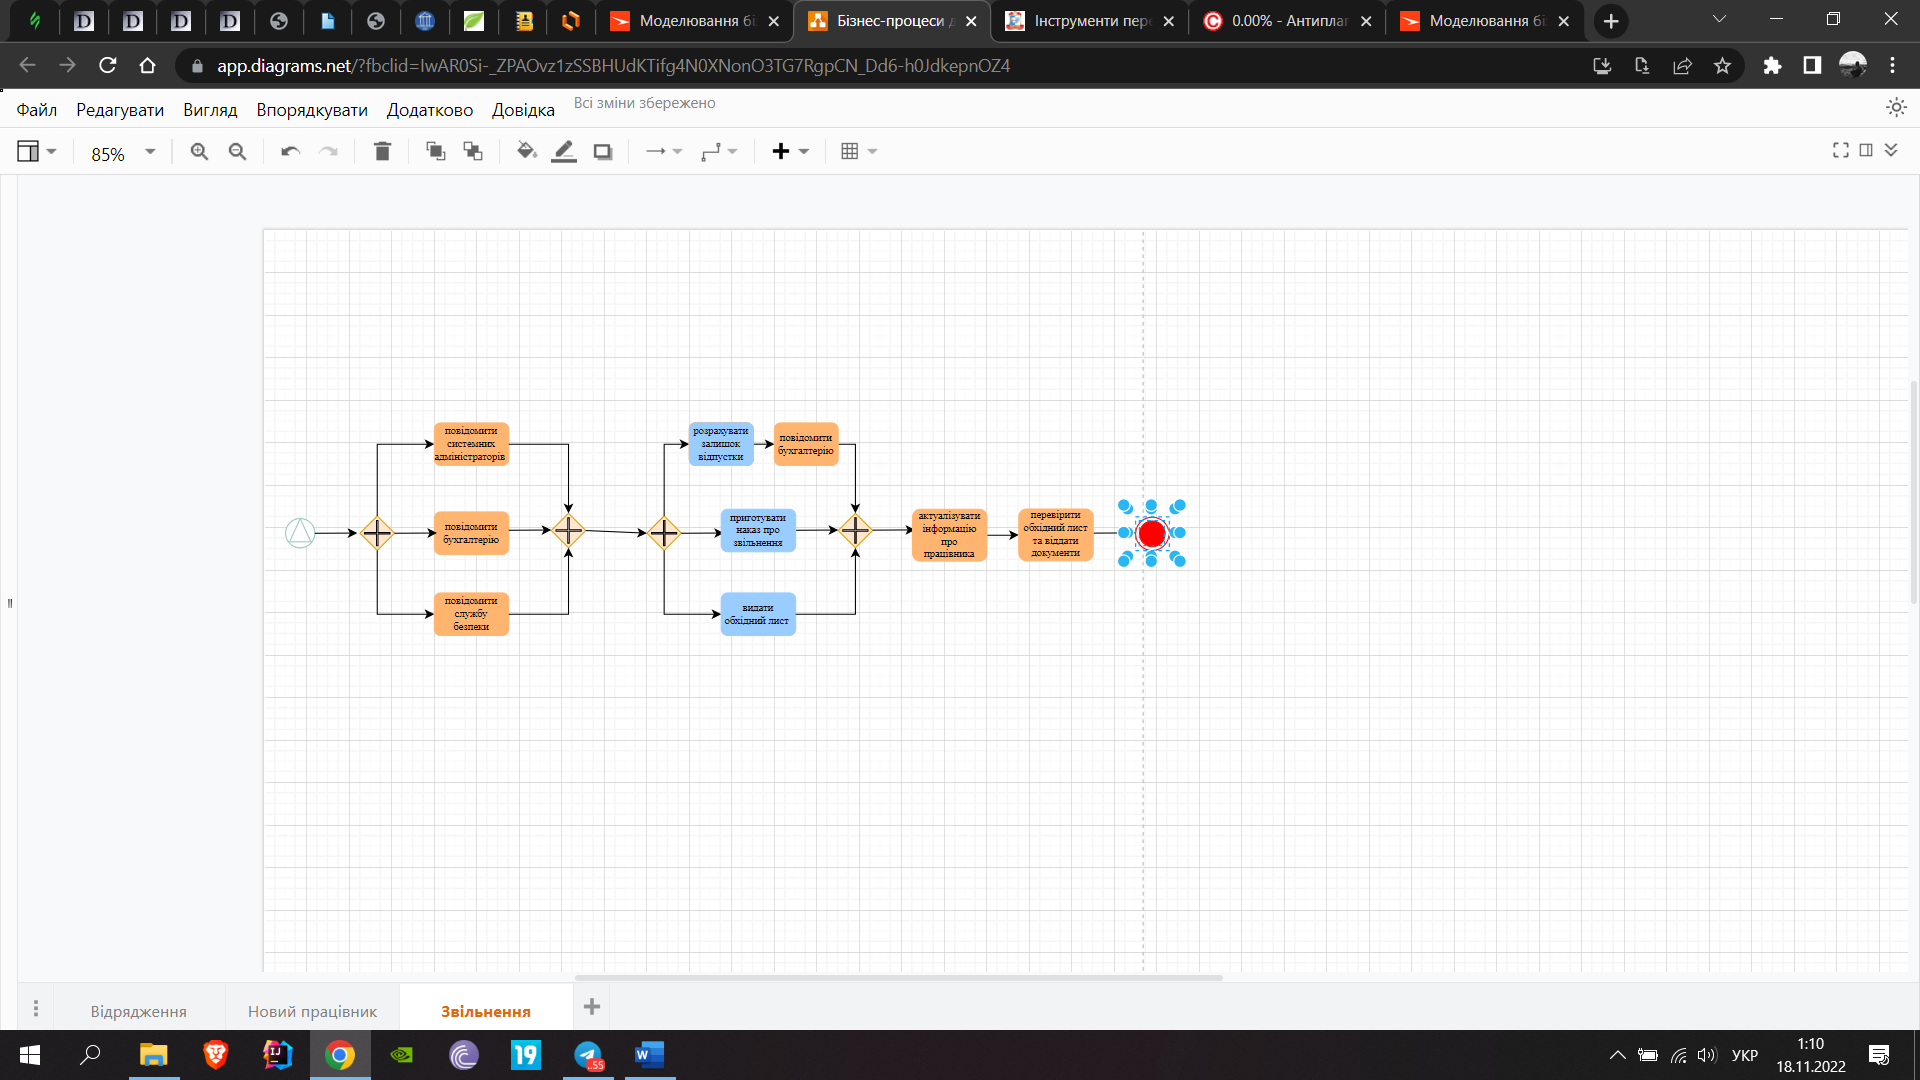 Моделювання бі
Бізнес-процеси д
Інструменти пер
0.00% - Антиплаг
Моделювання бі
app.diagrams.net/?fbclid=IwAR0Si-_ZPAOvz1zSSBHUdKTifg4N0XNonO3TG7RgpCN_Dd6-h0JdkepnOZ4
Файл
Редагувати
Вигляд
Впорядкувати
Додатково
Довідка
Всі зміни збережено
85%
повідомити
системних
адміністраторів
розрахувати
залишок
відпустки
повідомити
бухгалтерію
повідомити
бухгалтерію
приготувати
наказ про
звільнення
актуалізувати
інформацію
про
працівника
перевірити
обхідний лист
та віддати
документи
повідомити
службу
безпеки
видати
обхідний лист
Відрядження
Новий працівник
Звільнення
19
55
УКР
1:10
18.11.2022